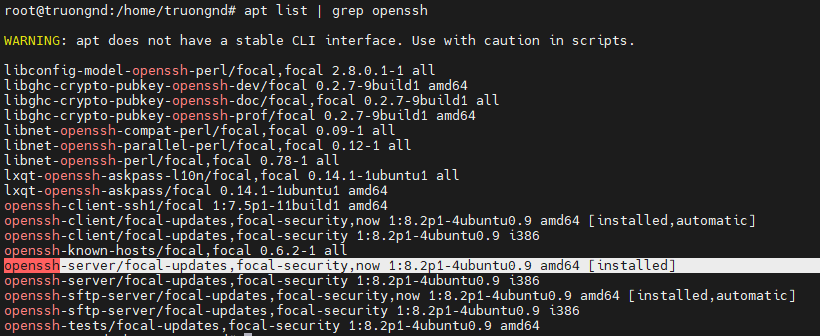 root@truongnd:/home/truongnd# apt list | grep openssh
WARNING: apt does not have a stable CLI interface. Use with caution in scripts.
libconfig-model-openssh-perl/focal,focal 2.8.0.1-1 all
libghc-crypto-pubkey-openssh-dev/focal 0.2.7-9build1 amd64
libghc-crypto-pubkey-openssh-doc/focal,focal 0.2.7-9build1 all
libghc-crypto-pubkey-openssh-prof/focal 0.2.7-9build1 amd64
libnet-openssh-compat-perl/focal,focal 0.09-1 all
libnet-openssh-parallel-perl/focal,focal 0.12-1 all
libnet-openssh-perl/focal,focal 0.78-1 all
lxqt-openssh-askpass-l10n/focal,focal 0.14.1-1ubuntu1 all
lxqt-openssh-askpass/focal 0.14.1-1ubuntu1 amd64
openssh-client-ssh1/focal 1:7.5p1-11build1 amd64
openssh-client/focal-updates,focal-security,now 1:8.2p1-4ubuntu0.9 amd64 [installed,automatic]
openssh-client/focal-updates,focal-security 1:8.2p1-4ubuntu0.9 i386
openssh-known-hosts/focal,focal 0.6.2-1 all
openssh-server/focal-updates,focal-security,now 1:8.2p1-4ubuntu0.9 amd64 [installed]
openssh-server/focal-updates,focal-security 1:8.2p1-4ubuntu0.9 i386
openssh-sftp-server/focal-updates,focal-security,now 1:8.2p1-4ubuntu0.9 amd64 [installed,automatic]
openssh-sftp-server/focal-updates,focal-security 1:8.2p1-4ubuntu0.9 i386
openssh-tests/focal-updates,focal-security 1:8.2p1-4ubuntu0.9 amd64